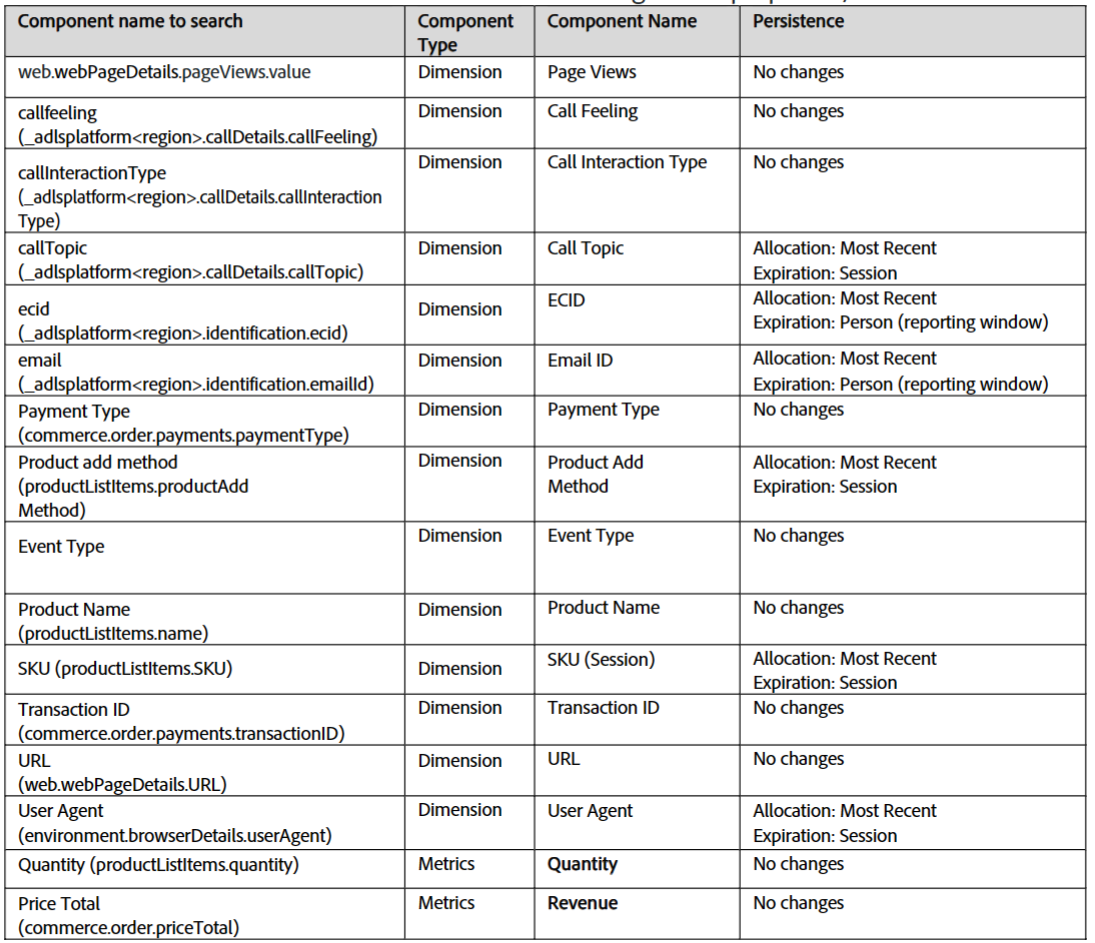 Component name to search
Component Type
Component Name
Persistence
web.webPageDetails.pageViews.value
Dimension
Page Views
No changes
callfeeling
(_adlsplatform<region>.callDetails.callFeeling)
Dimension
Call Feeling
No changes
callInteractionType
(_adlsplatform<region>.callDetails.callInteraction
Type)
Dimension
Call Interaction Type
No changes
callTopic
(_adlsplatform<region>.callDetails.callTopic)
Dimension
Call Topic
Allocation: Most Recent
Expiration: Session
ecid
(_adlsplatform<region>.identification.ecid)
Dimension
ECID
Allocation: Most Recent
Expiration: Person (reporting window)
email
(_adlsplatform<region>.identification.emailId)
Dimension
Email ID
Allocation: Most Recent
Expiration: Person (reporting window)
Payment Type
(commerce.order.payments.paymentType)
Dimension
Payment Type
No changes
Product add method
(productListItems.productAdd
Method)
Dimension
Product Add
Method
Allocation: Most Recent
Expiration: Session
Event Type
Dimension
Event Type
No changes
Product Name
(productListItems.name)
Dimension
Product Name
No changes
SKU (productListItems.SKU)
Dimension
SKU (Session)
Allocation: Most Recent
Expiration: Session
Transaction ID
(commerce.order.payments.transactionID)
Dimension
Transaction ID
No changes
URL
(web.webPageDetails.URL)
Dimension
URL
No changes
User Agent
(environment.browserDetails.userAgent)
Dimension
User Agent
Allocation: Most Recent
Expiration: Session
Quantity (productListItems.quantity)
Metrics
Quantity
No changes
Price Total
(commerce.order.priceTotal)
Metrics
Revenue
No changes